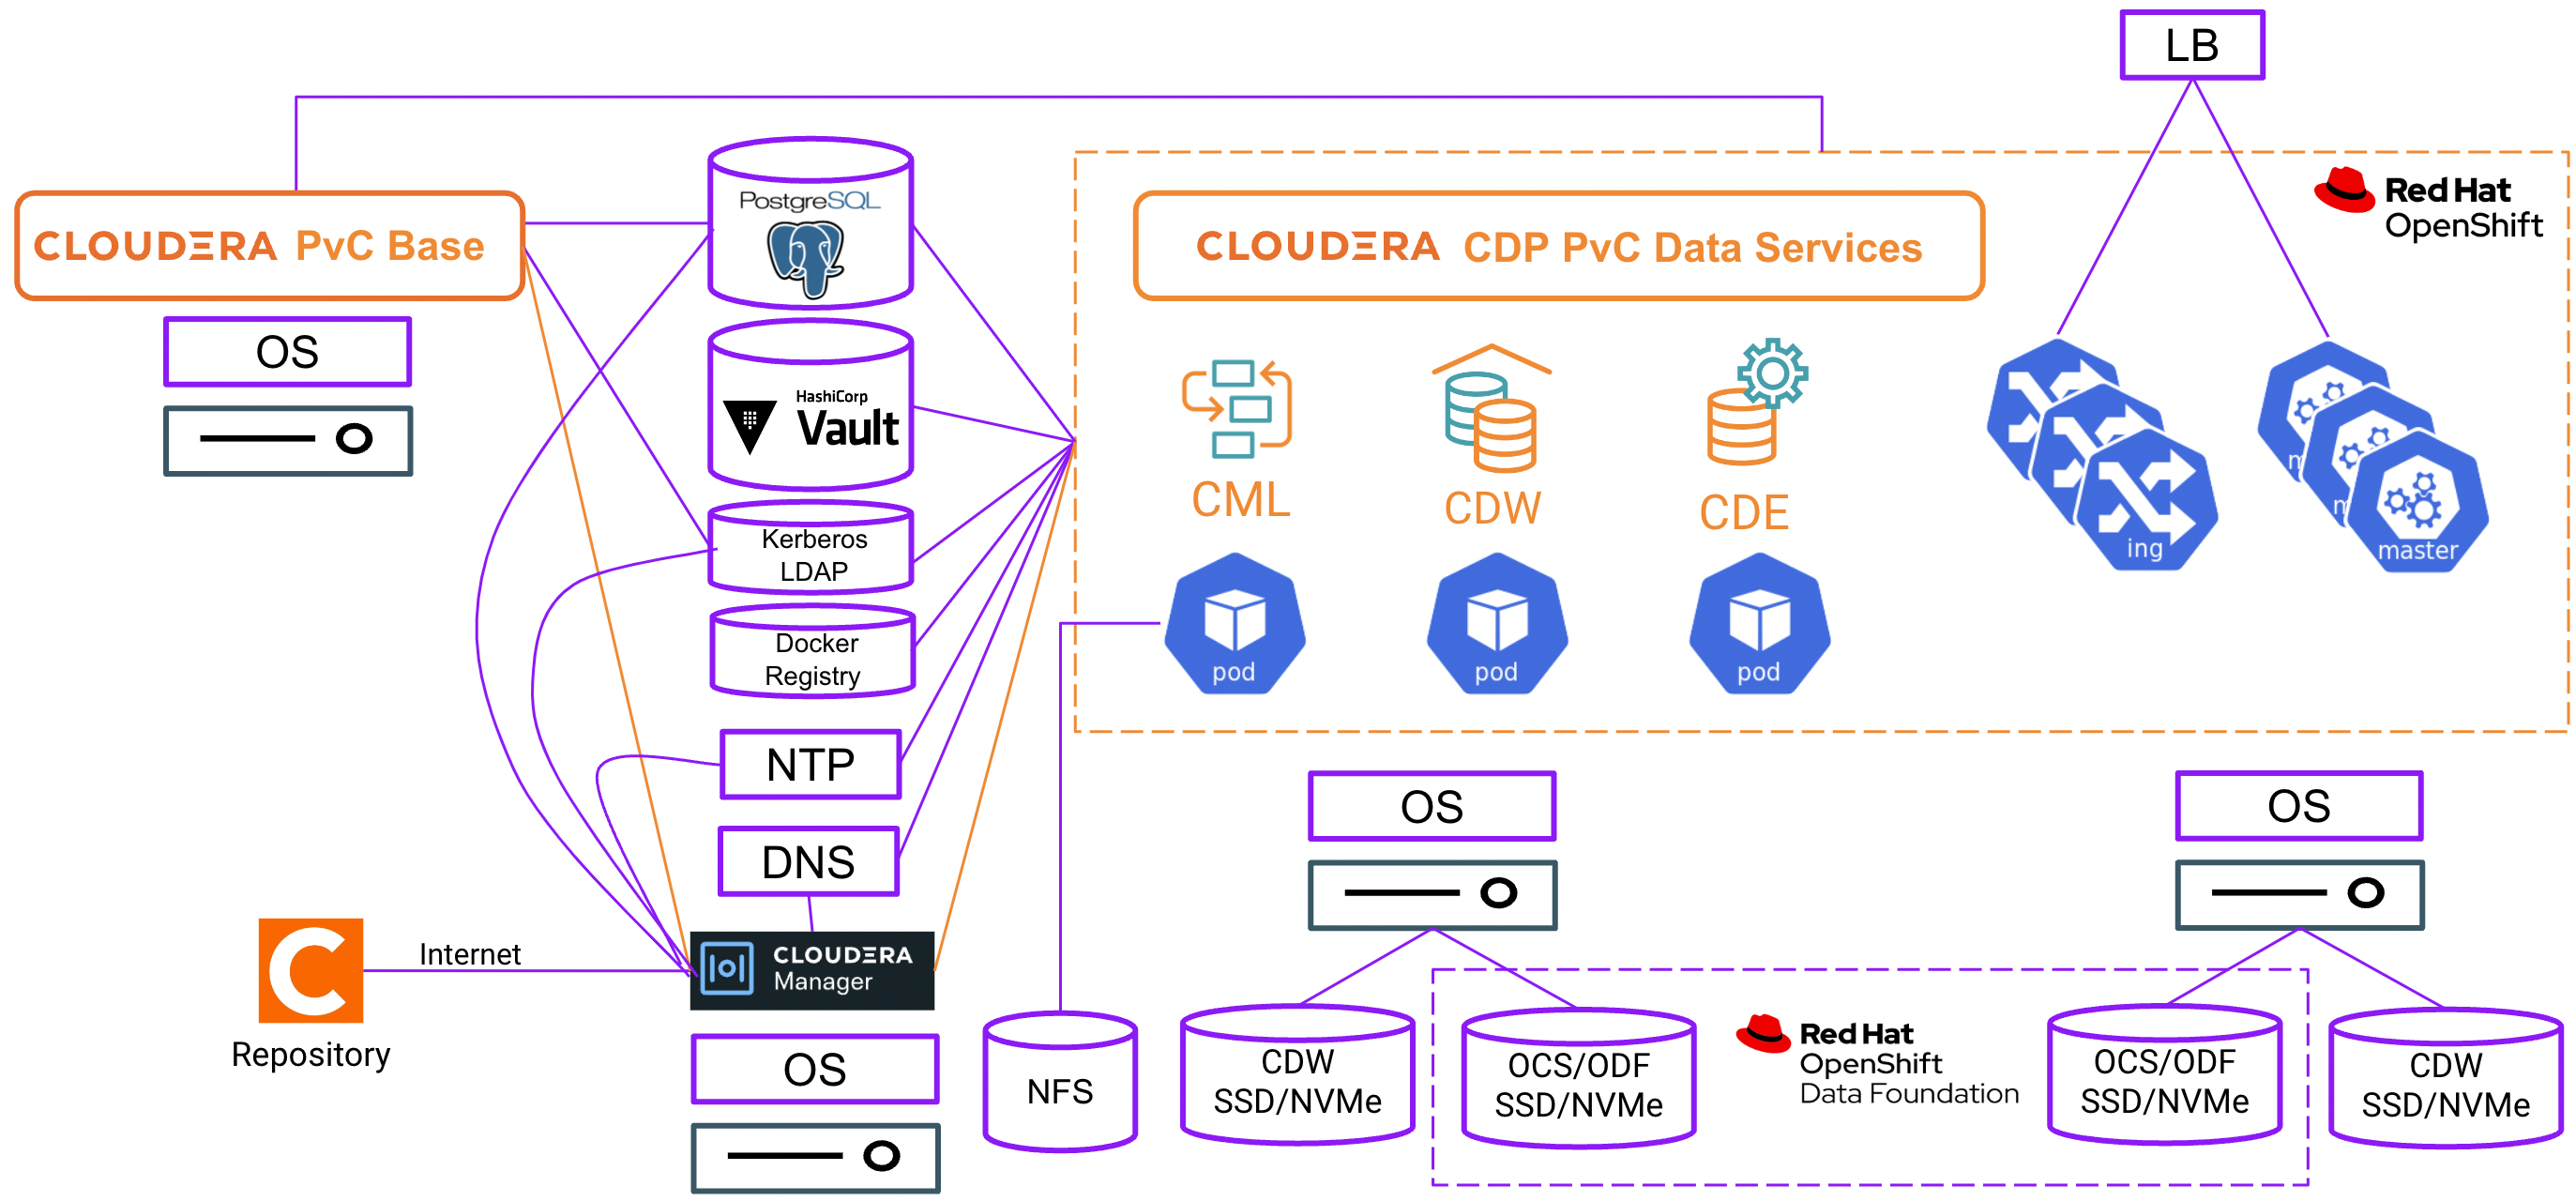 LB
CLOUDERA PvC Base
OS
PostgreSQL
HashiCorp
Vault
Kerberos
LDAP
Docker
Registry
NTP
DNS
CLOUDERA
Manager
OS
Internet
Repository
CLOUDERA CDP PvC Data Services
Red Hat
OpenShift
CML
CDW
CDE
pod
pod
pod
ing
m
m
master
NFS
OS
OS
CDW
SSD/NVMe
OCS/ODF
SSD/NVMe
Red Hat
OpenShift
Data Foundation
OCS/ODF
SSD/NVMe
CDW
SSD/NVMe